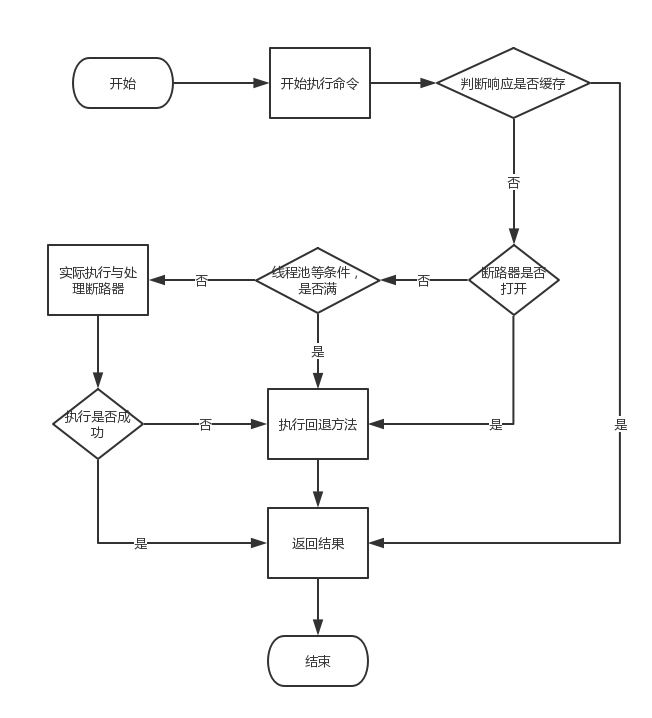 开始
开始执行命令
判断响应是否缓存
否
实际执行与处
理断路器
否
线程池等条件，
是否满
否
断路器是否
打开
是
执行是否成
功
否
执行回退方法
是
是
是
返回结果
结束